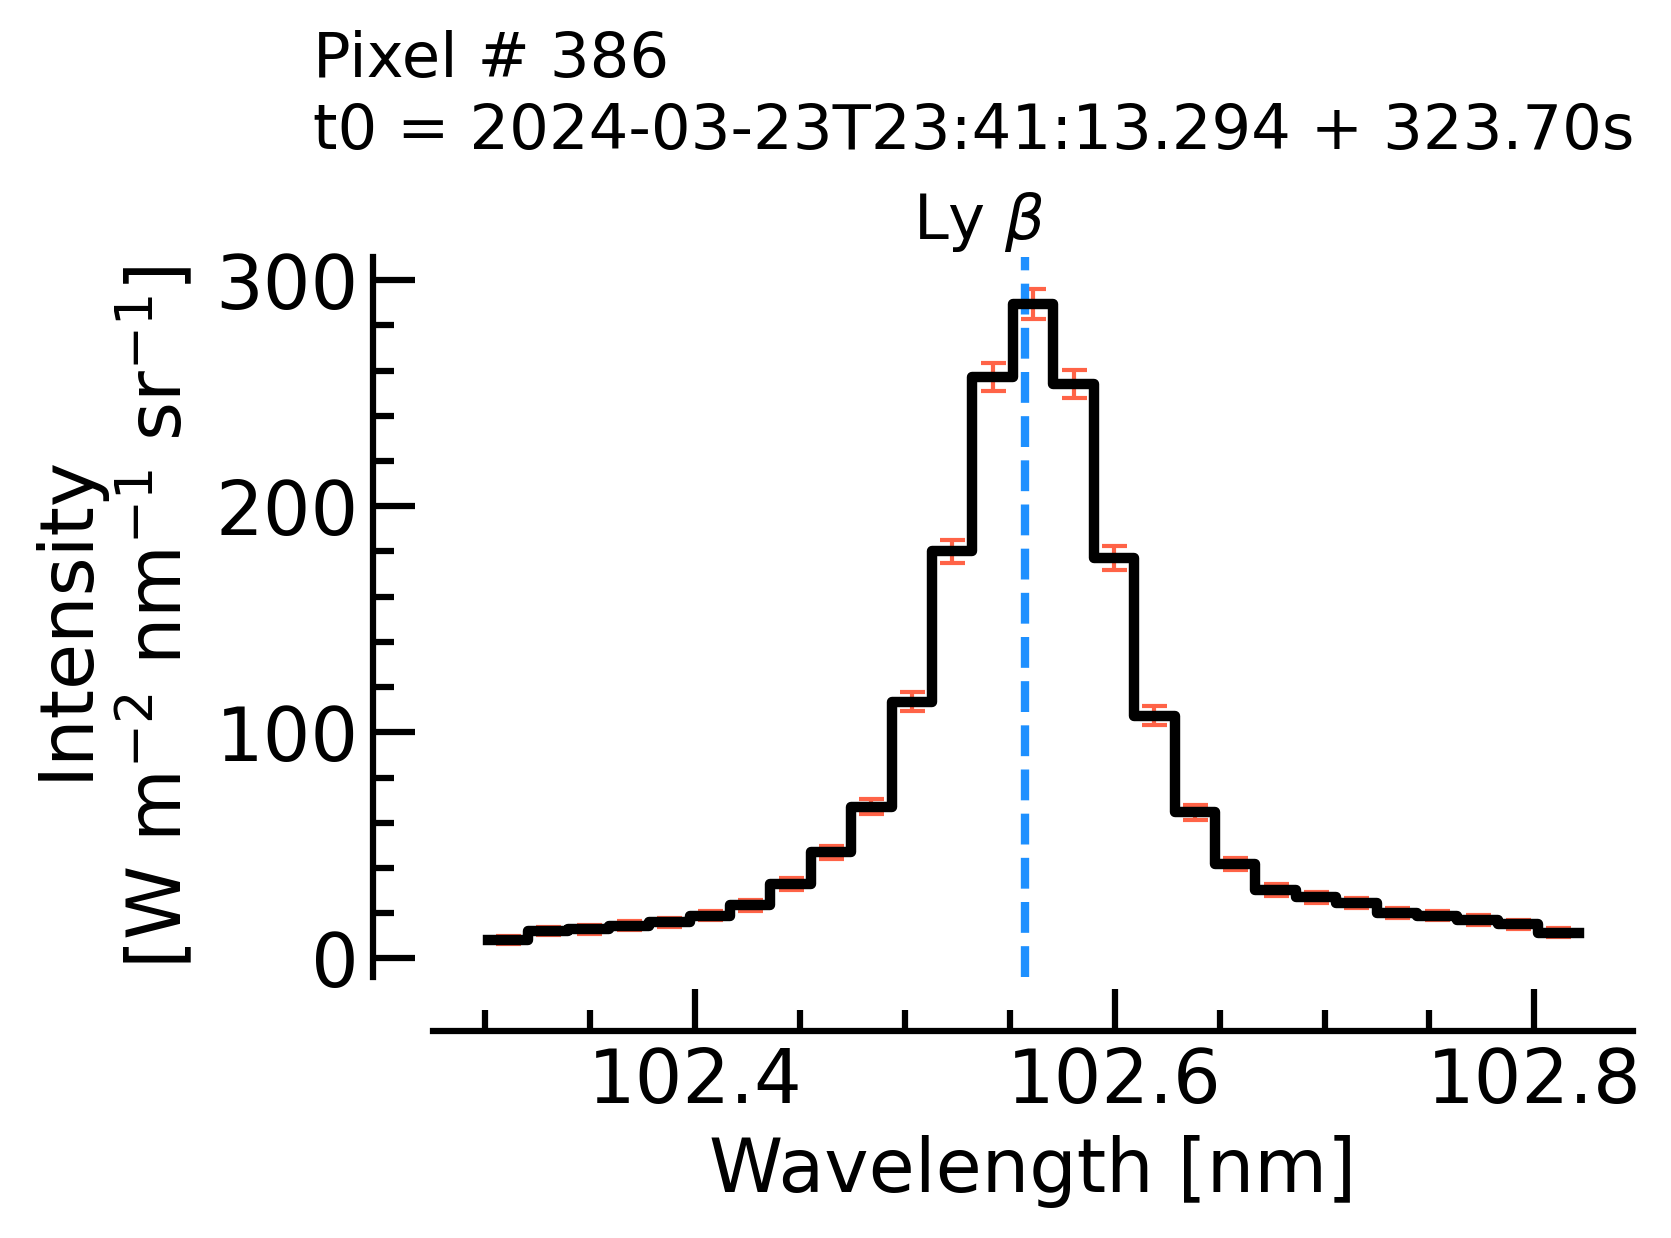 Pixel # 386
t0 = 2024-03-23T23:41:13.294 + 323.70s
Ly β
Intensity
[W m⁻² nm⁻¹ sr⁻¹]
300
200
100
0
102.4 102.6 102.8
Wavelength [nm]